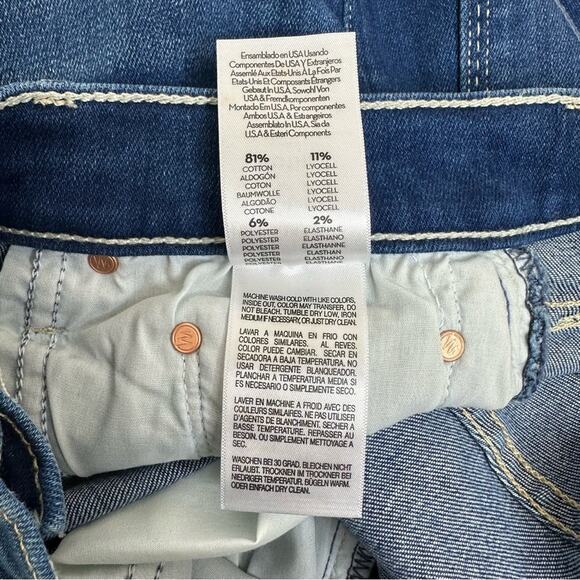 Ensamblado en USA Usando
Componentes De USA Y Extranjeros
Assemlé Aux Etats-Unis À La Fois Par
Etats-Unis Et Composants Étrangers
Gebaut In U.S.A. Sowohl Von
USA & Fremdkomponenten
Montado Em U.S.A. Por componentes
Ambos U.S.A & Estrangeiros
Assemblato In U.S.A. Sia da
U.S.A & Esteri Components
81% 11%
COTTON LYOCELL
ALGODÓN LYOCELL
COTON LYOCELL
BAUMWOLLE LYOCELL
ALGODÃO LYOCELL
COTONE LYOCELL
6% 2%
POLYESTER ELASTHANE
POLYESTER ELASTHANO
POLYESTER ELASTHANNE
POLYESTER ELASTHAN
POLYESTER ELASTHANO
MACHINE WASH COLD WITH LIKE COLORS,
INSIDE OUT, COLOR MAY TRANSFER, DO
NOT BLEACH. TUMBLE DRY LOW, IRON
MEDIUM IF NECESSARY, OR JUST DRY CLEAN.
LAVAR A MAQUINA EN FRIO CON
COLORES SIMILARES. AL REVES.
COLOR PUEDE CAMBIAR. SECAR EN
SECADORA A BAJA TEMPERATURA. NO
USAR DETERGENTE BLANQUEADOR.
PLANCHAR A TEMPERATURA MEDIA SI
ES NECESARIO O SIMPLEMENTE SECO.
LAVER EN MACHINE A FROID AVEC DES
COULEURS SIMILAIRES. NE PAS UTILISER
D'AGENTS DE BLANCHIMENT. SECHER A
BASSE TEMPERATURE. REPASSER AU
BESOIN. OU SIMPLEMENT METTOYAGE A
SEC.
WASCHEN BEI 30 GRAD. BLEICHEN NICHT
ERLAUBT. TROCKNEN IM TROCKNER BEI
NIEDRIGER TEMPERATUR. BÜGELN WARM.
ODER EINFACH DRY CLEAN.